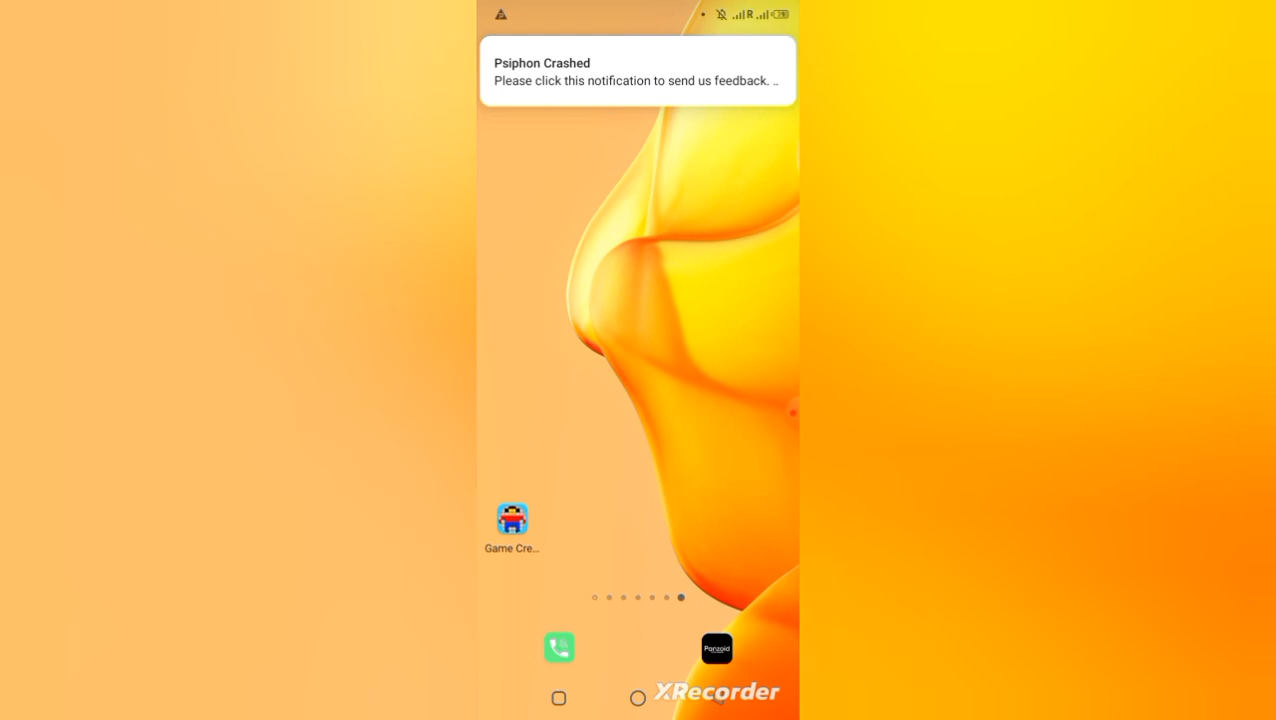 R
Psiphon Crashed
Please click this notification to send us feedback. ..
Game Cre...
Panzoid
XRecorder